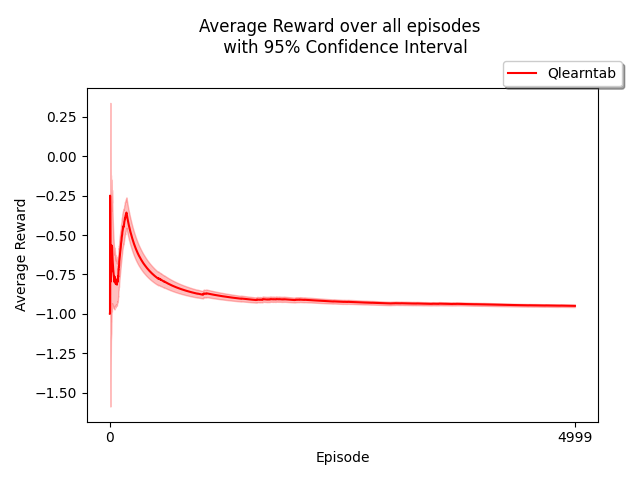 Average Reward over all episodes
with 95% Confidence Interval
Qlearntab
0.25
0.00
−0.25
−0.50
−0.75
−1.00
−1.25
−1.50
Average Reward
0
4999
Episode